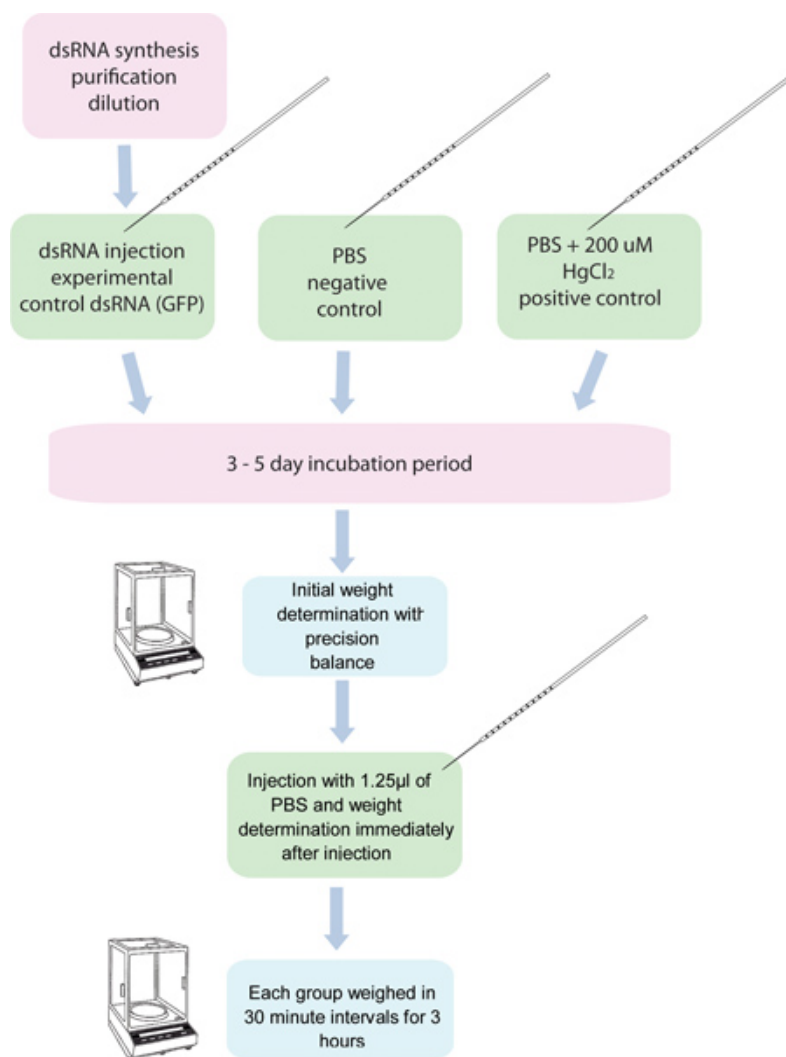 dsRNA synthesis
purification
dilution
dsRNA injection
experimental
control dsRNA (GFP)
PBS
negative
control
PBS + 200 uM
HgCl₂
positive control
3 - 5 day incubation period
Initial weight
determination with
precision
balance
Injection with 1.25µl of
PBS and weight
determination immediately
after injection
Each group weighed in
30 minute intervals for 3
hours